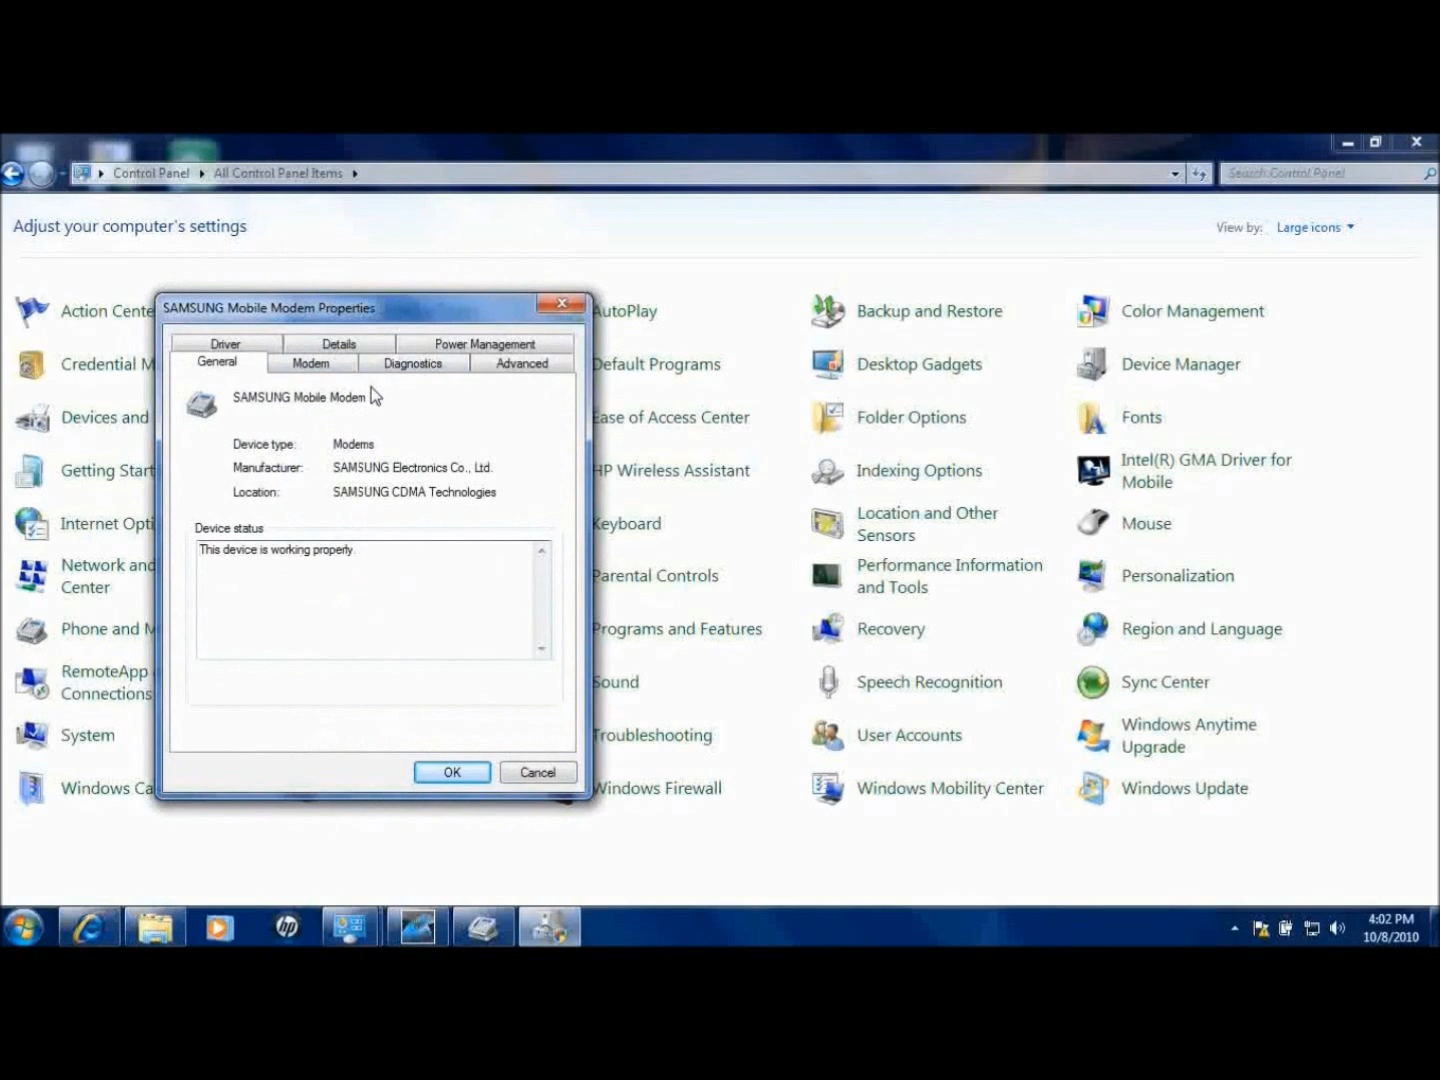 Control Panel All Control Panel Items
Search Control Panel
Adjust your computer's settings
View by: Large icons
SAMSUNG Mobile Modem Properties
Driver Details Power Management
General Modem Diagnostics Advanced
SAMSUNG Mobile Modem
Device type: Modems
Manufacturer: SAMSUNG Electronics Co., Ltd.
Location: SAMSUNG CDMA Technologies
Device status
This device is working properly.
OK Cancel
Action Cente AutoPlay Backup and Restore Color Management
Credential M Default Programs Desktop Gadgets Device Manager
Devices and Ease of Access Center Folder Options Fonts
Getting Start HP Wireless Assistant Indexing Options Intel(R) GMA Driver for
Mobile
Internet Opti Keyboard Location and Other
Sensors
Mouse
Network and
Center
Parental Controls Performance Information
and Tools
Personalization
Phone and M Programs and Features Recovery Region and Language
RemoteApp
Connections
Sound Speech Recognition Sync Center
System Troubleshooting User Accounts Windows Anytime
Upgrade
Windows Ca Windows Firewall Windows Mobility Center Windows Update
hp
4:02 PM
10/8/2010